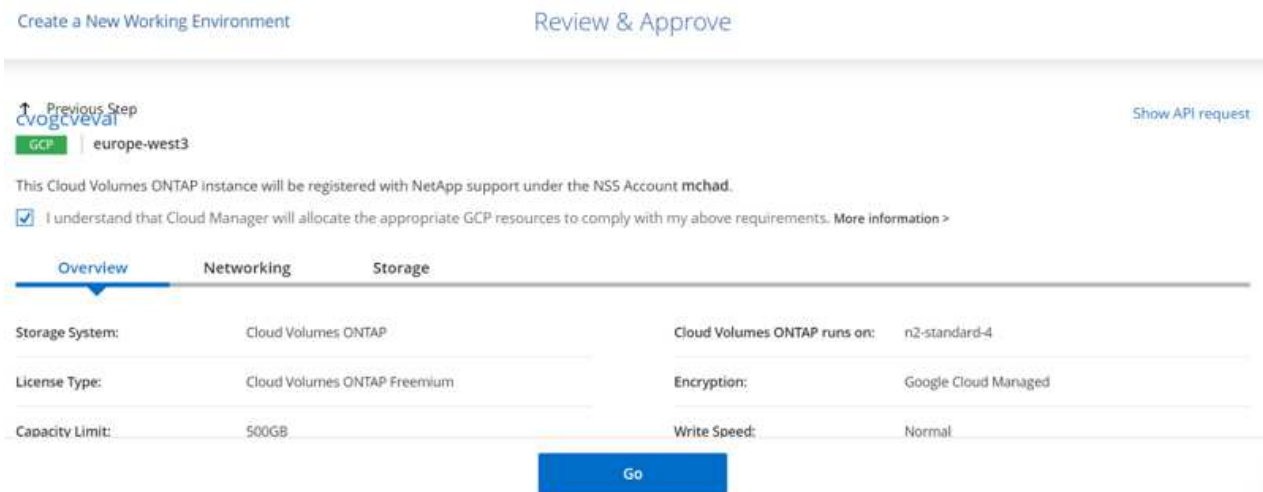 Create a New Working Environment Review & Approve
↑ Previous Step
cvogcveval Show API request
GCP | europe-west3
This Cloud Volumes ONTAP instance will be registered with NetApp support under the NSS Account mchad.
I understand that Cloud Manager will allocate the appropriate GCP resources to comply with my above requirements. More information >
Overview Networking Storage
Storage System: Cloud Volumes ONTAP Cloud Volumes ONTAP runs on: n2-standard-4
License Type: Cloud Volumes ONTAP Freemium Encryption: Google Cloud Managed
Capacity Limit: 500GB Write Speed: Normal
Go